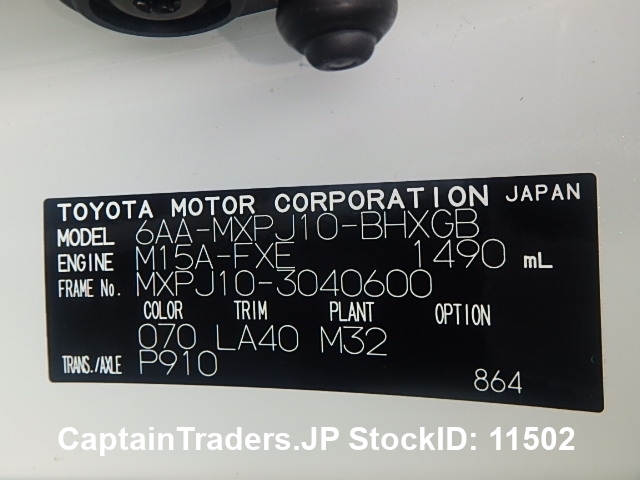 TOYOTA MOTOR CORPORATION JAPAN
MODEL 6AA-MXPJ10-BHXGB
ENGINE M15A-FXE 1490 mL
FRAME No. MXPJ10-3040600
COLOR TRIM PLANT OPTION
070 LA40 M32
TRANS./AXLE P910
864
CaptainTraders.JP StockID: 11502